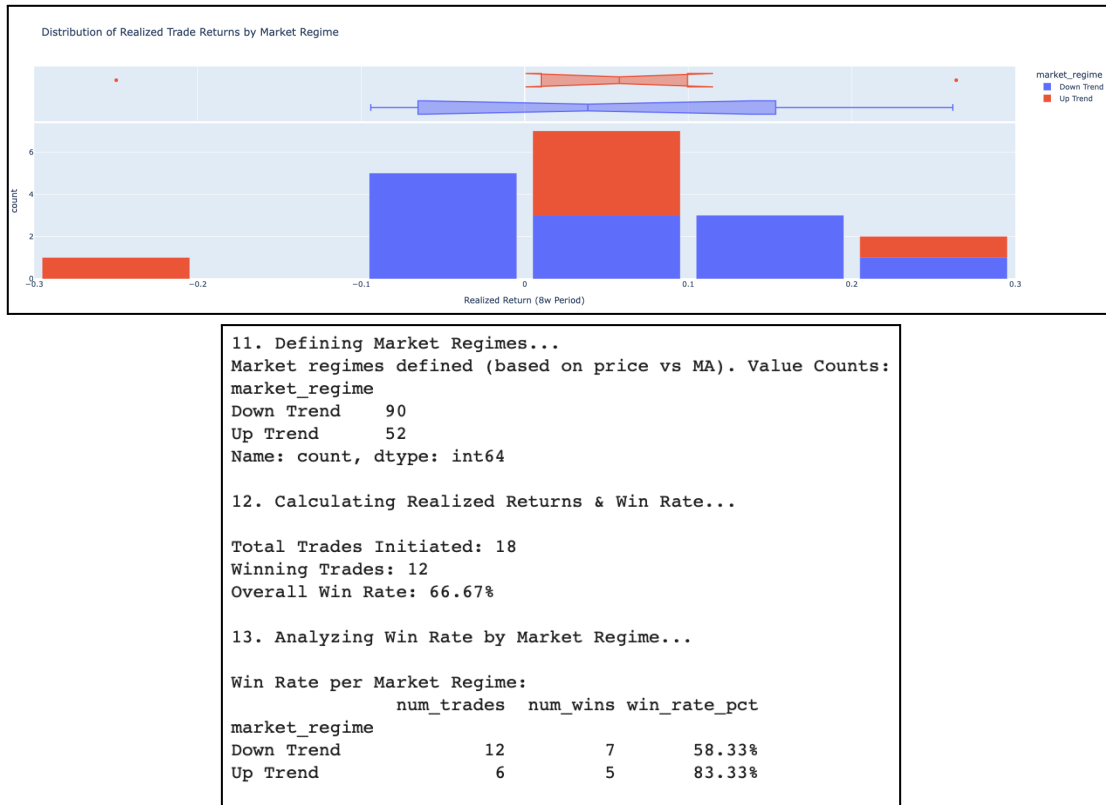 Distribution of Realized Trade Returns by Market Regime
market_regime
Down Trend
Up Trend
6
4
2
0
count
−0.3 −0.2 −0.1 0 0.1 0.2 0.3
Realized Return (8w Period)
11. Defining Market Regimes...
Market regimes defined (based on price vs MA). Value Counts:
market_regime
Down Trend 90
Up Trend 52
Name: count, dtype: int64
12. Calculating Realized Returns & Win Rate...
Total Trades Initiated: 18
Winning Trades: 12
Overall Win Rate: 66.67%
13. Analyzing Win Rate by Market Regime...
Win Rate per Market Regime:
num_trades num_wins win_rate_pct
market_regime
Down Trend 12 7 58.33%
Up Trend 6 5 83.33%